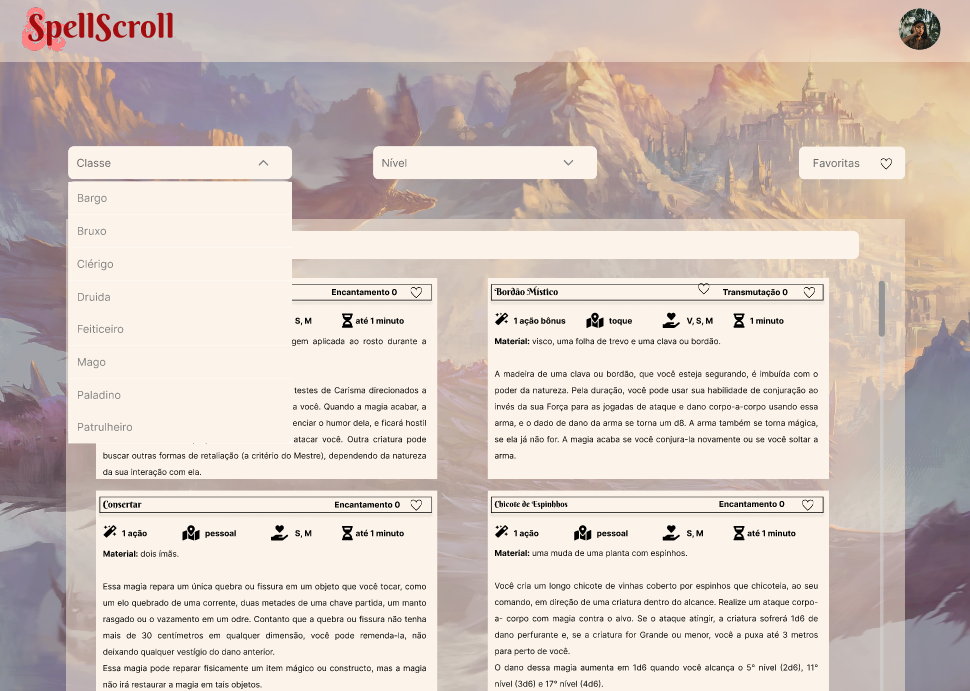 SpellScroll
Classe
Nível
Favoritas
Bargo
Bruxo
Clérigo
Druida
Feiticeiro
Mago
Paladino
Patrulheiro
Encantamento 0
S, M
até 1 minuto
gem aplicada ao rosto durante a
testes de Carisma direcionados a
a você. Quando a magia acabar, a
enciar o humor dela, e ficará hostil
atacar você. Outra criatura pode
buscar outras formas de retaliação (a critério do Mestre), dependendo da natureza
da sua interação com ela.
Bordão Místico
Transmutação 0
1 ação bônus
toque
V, S, M
1 minuto
Material: visco, uma folha de trevo e uma clava ou bordão.
A madeira de uma clava ou bordão, que você esteja segurando, é imbuída com o
poder da natureza. Pela duração, você pode usar sua habilidade de conjuração ao
invés da sua Força para as jogadas de ataque e dano corpo-a-corpo usando essa
arma, e o dado de dano da arma se torna um d8. A arma também se torna mágica,
se ela já não for. A magia acaba se você conjura-la novamente ou se você soltar a
arma.
Consertar
Encantamento 0
1 ação
pessoal
S, M
até 1 minuto
Material: dois ímãs.
Essa magia repara um única quebra ou fissura em um objeto que você tocar, como
um elo quebrado de uma corrente, duas metades de uma chave partida, um manto
rasgado ou o vazamento em um odre. Contanto que a quebra ou fissura não tenha
mais de 30 centímetros em qualquer dimensão, você pode remenda-la, não
deixando qualquer vestígio do dano anterior.
Essa magia pode reparar fisicamente um item mágico ou constructo, mas a magia
não irá restaurar a magia em tais objetos.
Chicote de Espinhhos
Encantamento 0
1 ação
pessoal
S, M
até 1 minuto
Material: uma muda de uma planta com espinhos.
Você cria um longo chicote de vinhas coberto por espinhos que chicoteia, ao seu
comando, em direção de uma criatura dentro do alcance. Realize um ataque corpo-
a- corpo com magia contra o alvo. Se o ataque atingir, a criatura sofrerá 1d6 de
dano perfurante e, se a criatura for Grande ou menor, você a puxa até 3 metros
para perto de você.
O dano dessa magia aumenta em 1d6 quando você alcança o 5° nível (2d6), 11°
nível (3d6) e 17° nível (4d6).